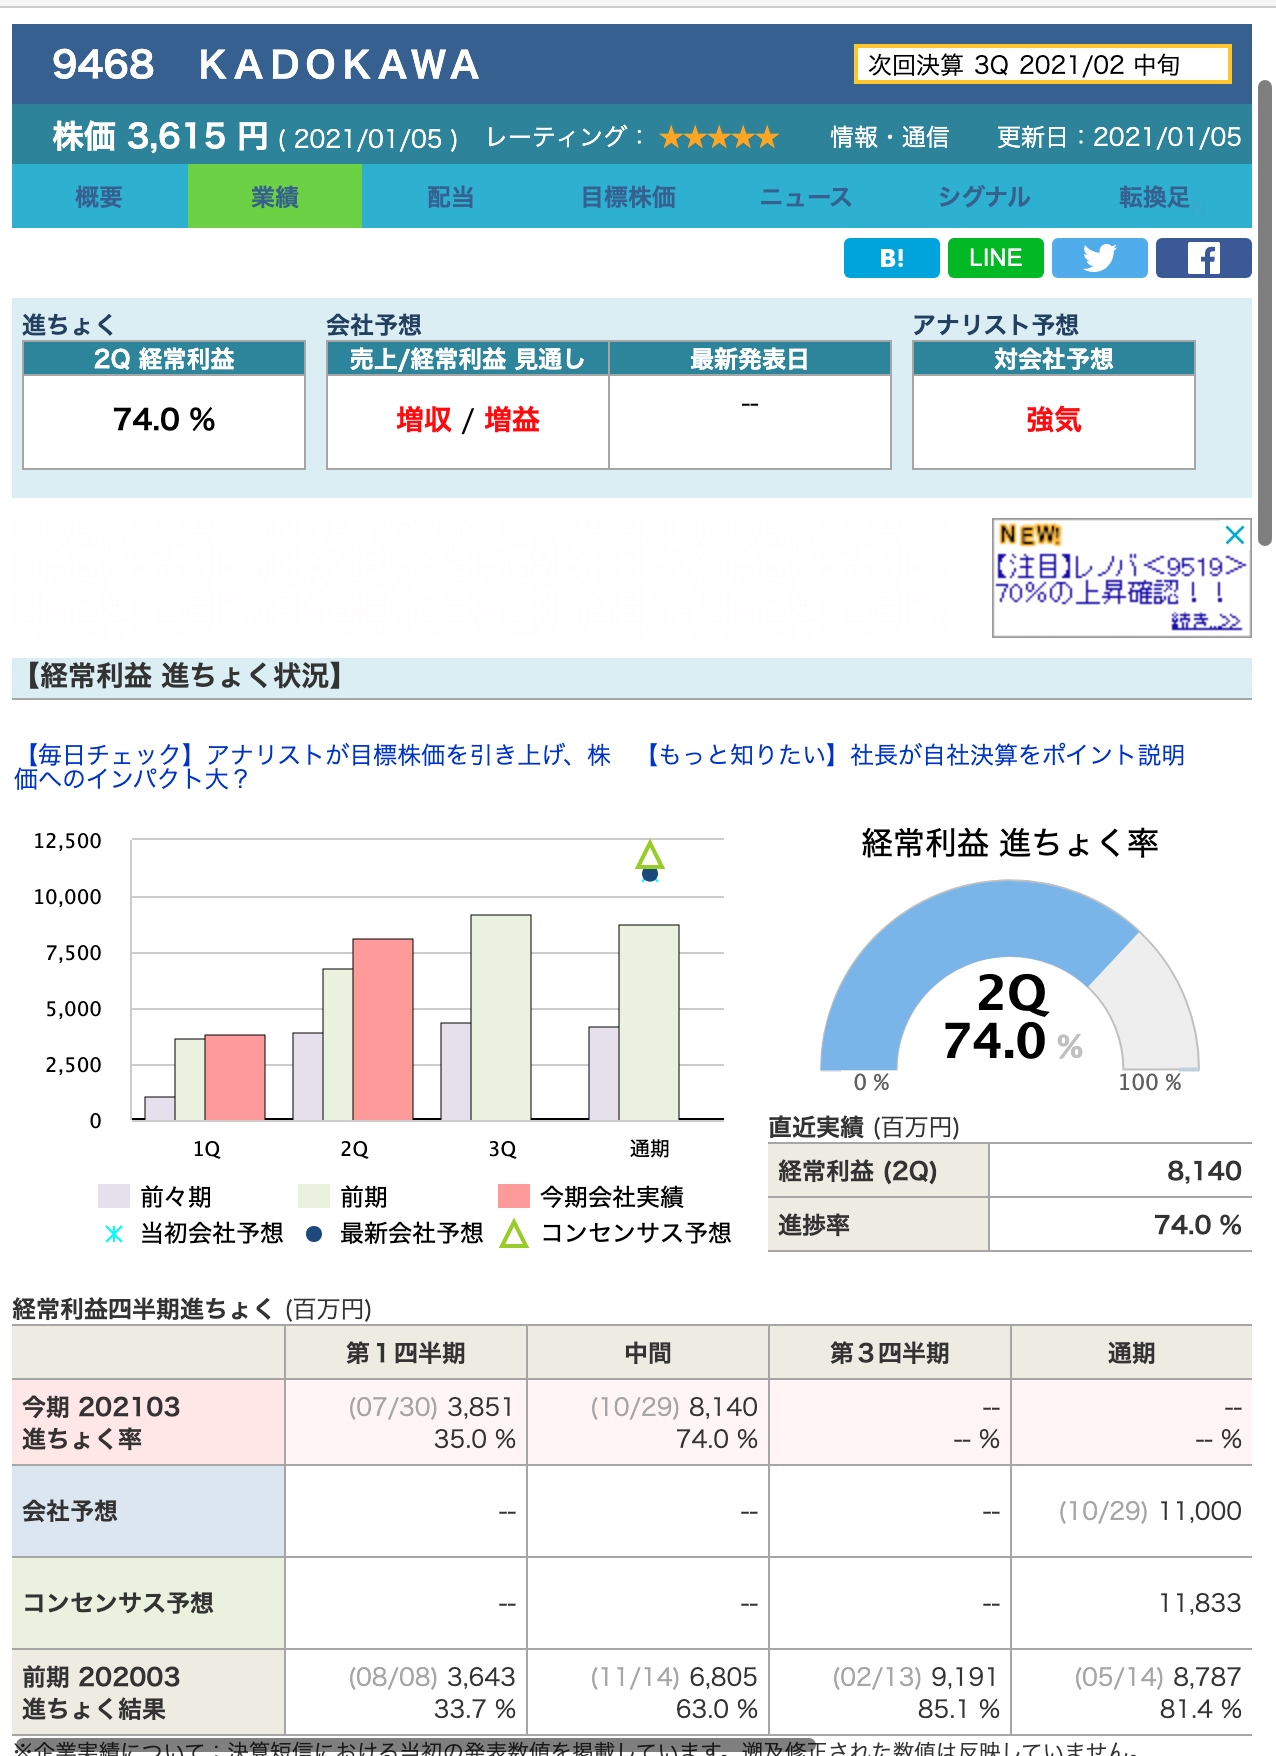 9468 KADOKAWA
次回決算 3Q 2021/02 中旬
株価 3,615 円 ( 2021/01/05 ) レーティング： ★★★★★ 情報・通信 更新日：2021/01/05
概要 業績 配当 目標株価 ニュース シグナル 転換足
B! LINE
進ちょく 会社予想 アナリスト予想
2Q 経常利益 売上/経常利益 見通し 最新発表日 対会社予想
74.0 % 増収 / 増益 -- 強気
NEW!
【注目】レノバ<9519>
70%の上昇確認！！
続き..>>
【経常利益 進ちょく状況】
【毎日チェック】アナリストが目標株価を引き上げ、株
価へのインパクト大？
【もっと知りたい】社長が自社決算をポイント説明
12,500
10,000
7,500
5,000
2,500
0
1Q 2Q 3Q 通期
前々期 前期 今期会社実績
当初会社予想 最新会社予想 コンセンサス予想
経常利益 進ちょく率
2Q
74.0 %
0 % 100 %
直近実績 (百万円)
経常利益 (2Q) 8,140
進捗率 74.0 %
経常利益四半期進ちょく (百万円)
第１四半期 中間 第３四半期 通期
今期 202103 (07/30) 3,851 (10/29) 8,140 -- --
進ちょく率 35.0 % 74.0 % -- % -- %
会社予想 -- -- -- (10/29) 11,000
コンセンサス予想 -- -- -- 11,833
前期 202003 (08/08) 3,643 (11/14) 6,805 (02/13) 9,191 (05/14) 8,787
進ちょく結果 33.7 % 63.0 % 85.1 % 81.4 %
※企業実績について：決算短信における当初の発表数値を掲載しています。遡及修正された数値は反映していません。